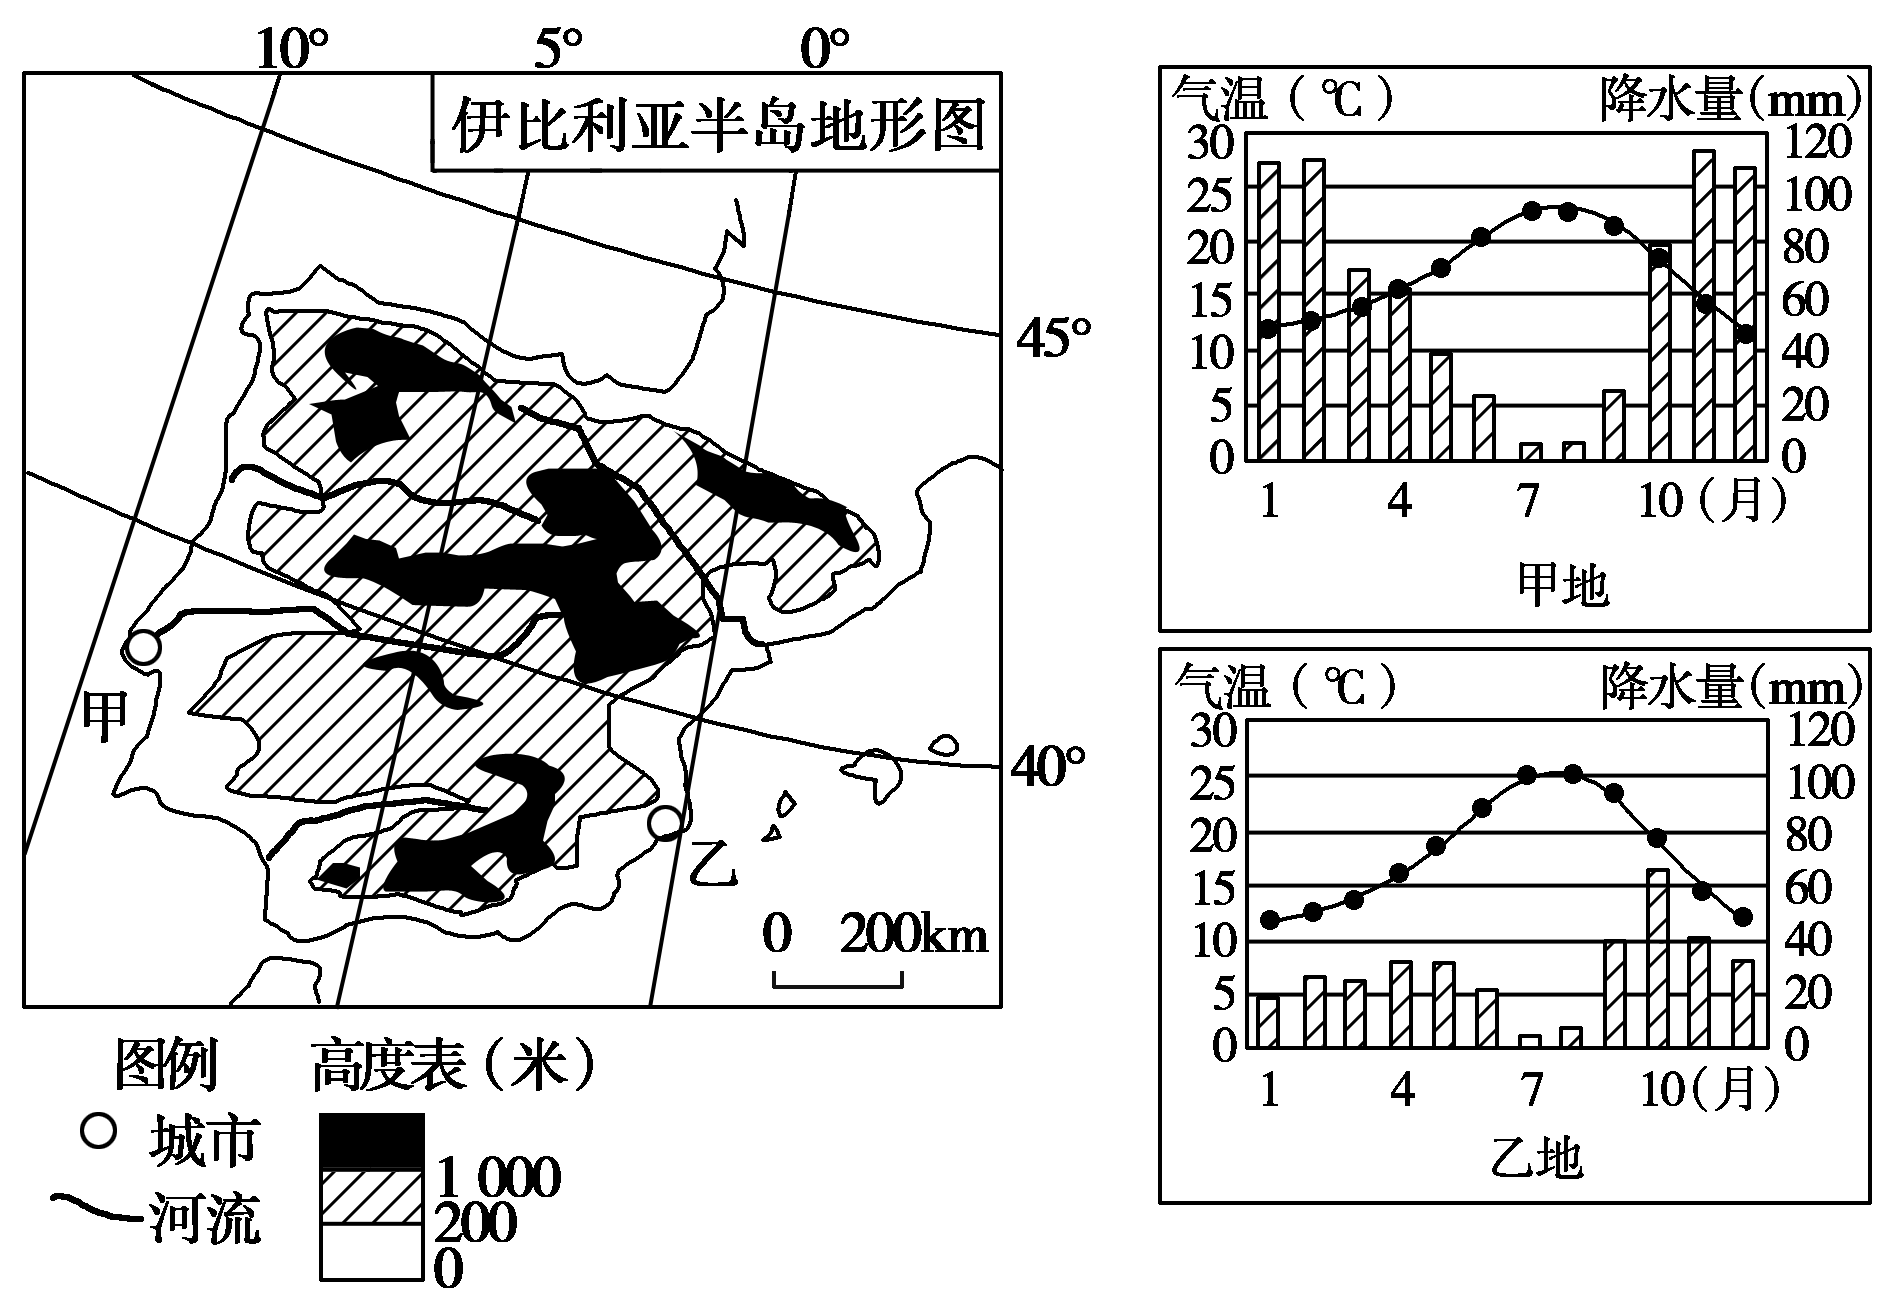 10° 5° 0°
伊比利亚半岛地形图
45°
40°
甲
乙
0 200km
图例 高度表(米)
城市
河流
1 000
200
0
气温(℃) 降水量(mm)
30 120
25 100
20 80
15 60
10 40
5 20
0 0
1 4 7 10(月)
甲地
气温(℃) 降水量(mm)
30 120
25 100
20 80
15 60
10 40
5 20
0 0
1 4 7 10(月)
乙地